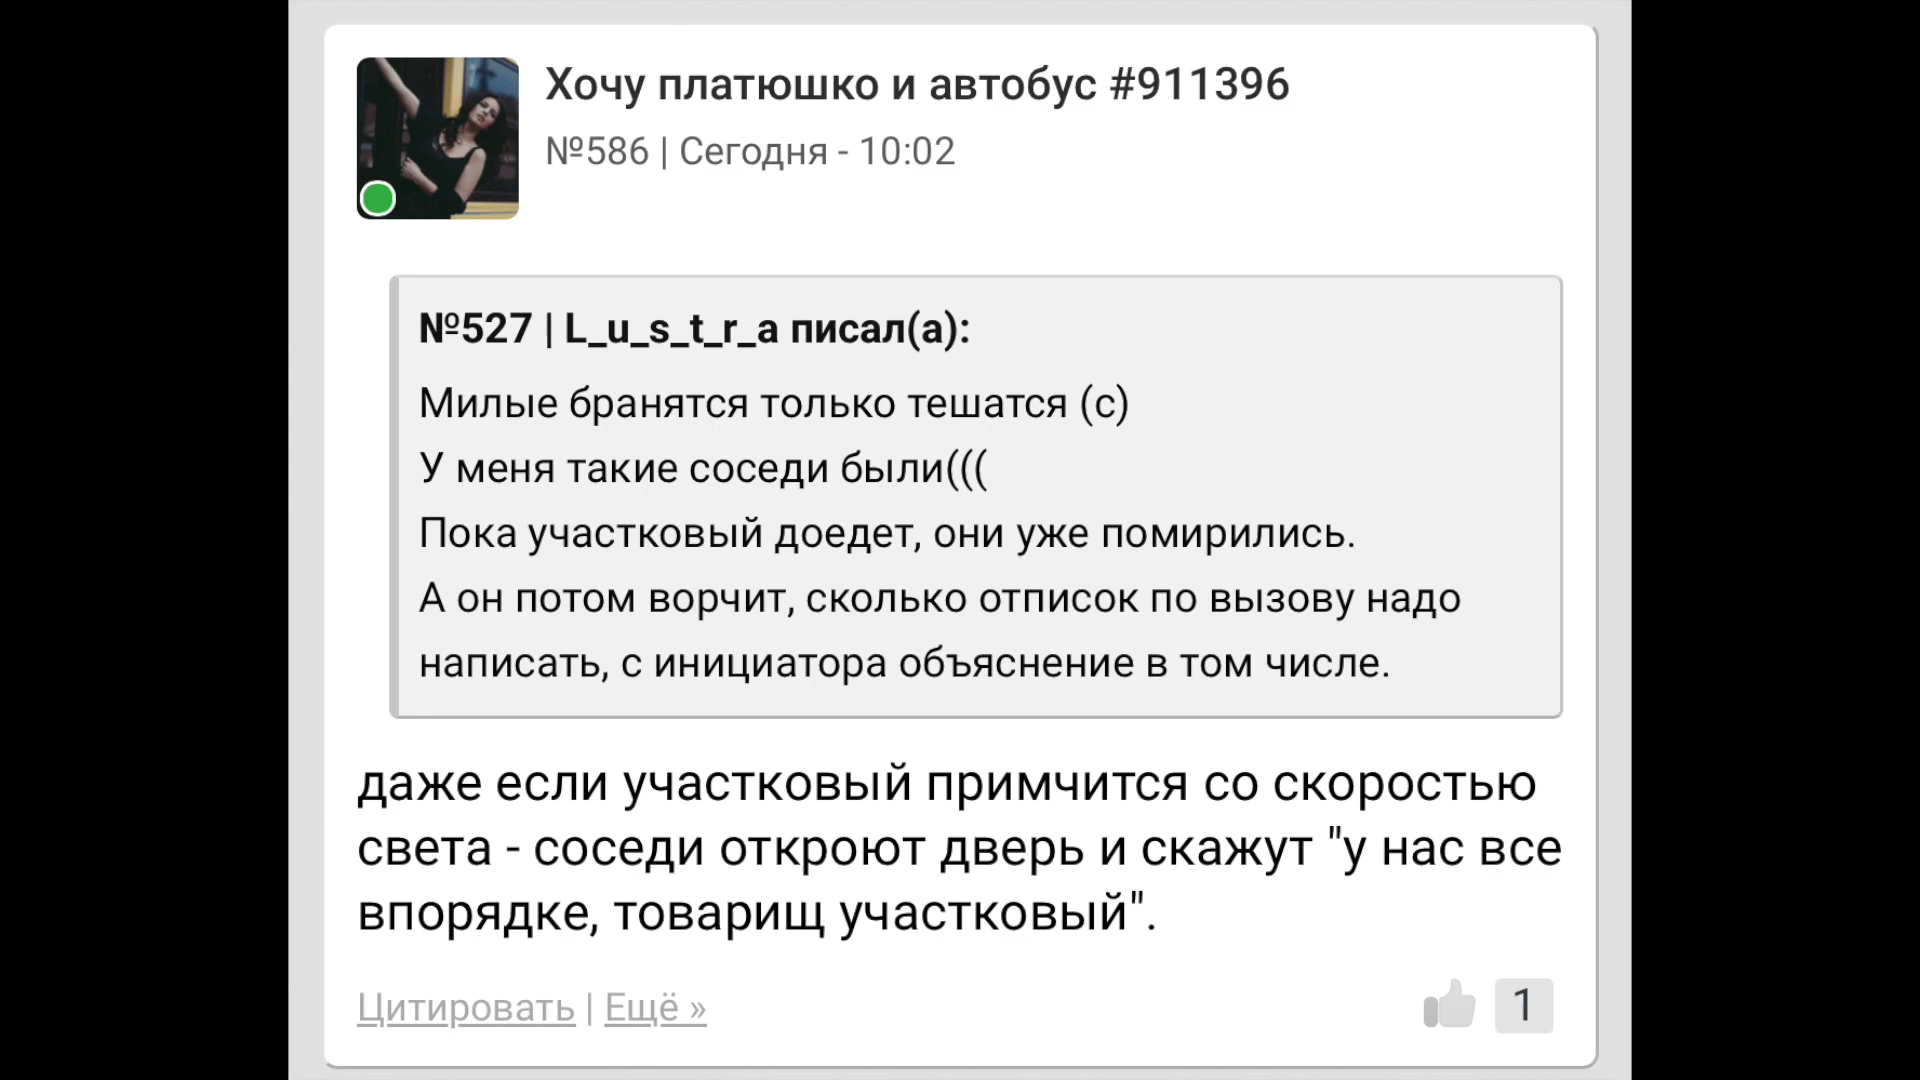 Хочу платюшко и автобус #911396
№586 | Сегодня - 10:02
№527 | L_u_s_t_r_a писал(а):
Милые бранятся только тешатся (с)
У меня такие соседи были(((
Пока участковый доедет, они уже помирились.
А он потом ворчит, сколько отписок по вызову надо
написать, с инициатора объяснение в том числе.
даже если участковый примчится со скоростью
света - соседи откроют дверь и скажут "у нас все
впорядке, товарищ участковый".
Цитировать | Ещё »
1